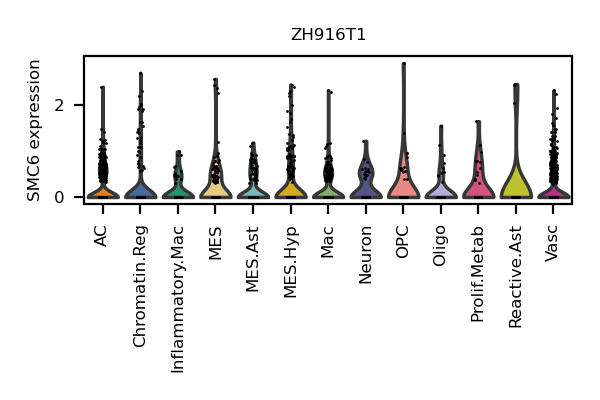 ZH916T1
SMC6 expression
2
0
AC
Chromatin.Reg
Inflammatory.Mac
MES
MES.Ast
MES.Hyp
Mac
Neuron
OPC
Oligo
Prolif.Metab
Reactive.Ast
Vasc